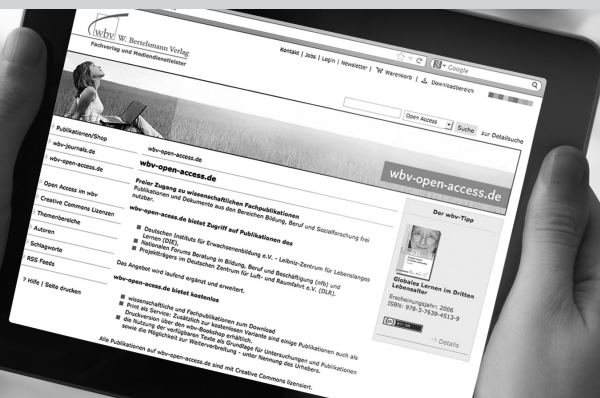 wbv W. Bertelsmann Verlag
Fachverlag und Mediendienstleister
Kontakt | Jobs | Login | Newsletter | Warenkorb | Downloadbereich
Google
Open Access
Suche
zur Detailsuche
wbv-open-access.de
Publikationen/Shop
wbv-journals.de
wbv-open-access.de
Open Access im wbv
Creative Commons Lizenzen
Themenbereiche
Autoren
Schlagworte
RSS Feeds
? Hilfe | Seite drucken
wbv-open-access.de
wbv-open-access.de
Freier Zugang zu wissenschaftlichen Fachpublikationen
Publikationen und Dokumente aus den Bereichen Bildung, Beruf und Sozialforschung frei
nutzbar.
wbv-open-acess.de bietet Zugriff auf Publikationen des
Deutschen Instituts für Erwachsenenbildung e.V. - Leibniz-Zentrum für Lebenslanges
Lernen (DIE),
Nationalen Forums Beratung in Bildung, Beruf und Beschäftigung (nfb) und
Projektträgers im Deutschen Zentrum für Luft- und Raumfahrt e.V. (DLR).
Das Angebot wird laufend ergänzt und erweitert.
wbv-open-acess.de bietet kostenlos
wissenschaftliche und Fachpublikationen zum Download
Print als Service: Zusätzlich zur kostenlosen Variante sind einige Publikationen auch als
Druckversion über den wbv-Bookshop erhältlich.
die Nutzung der verfügbaren Texte als Grundlage für Untersuchungen und Publikationen
sowie die Möglichkeit zur Weiterverbreitung - unter Nennung des Urhebers.
Alle Publikationen auf wbv-open-access.de sind mit Creative Commons lizensiert.
Der wbv-Tipp
Globales Lernen im Dritten
Lebensalter
Erscheinungsjahr: 2006
ISBN: 978-3-7639-4513-9
Details